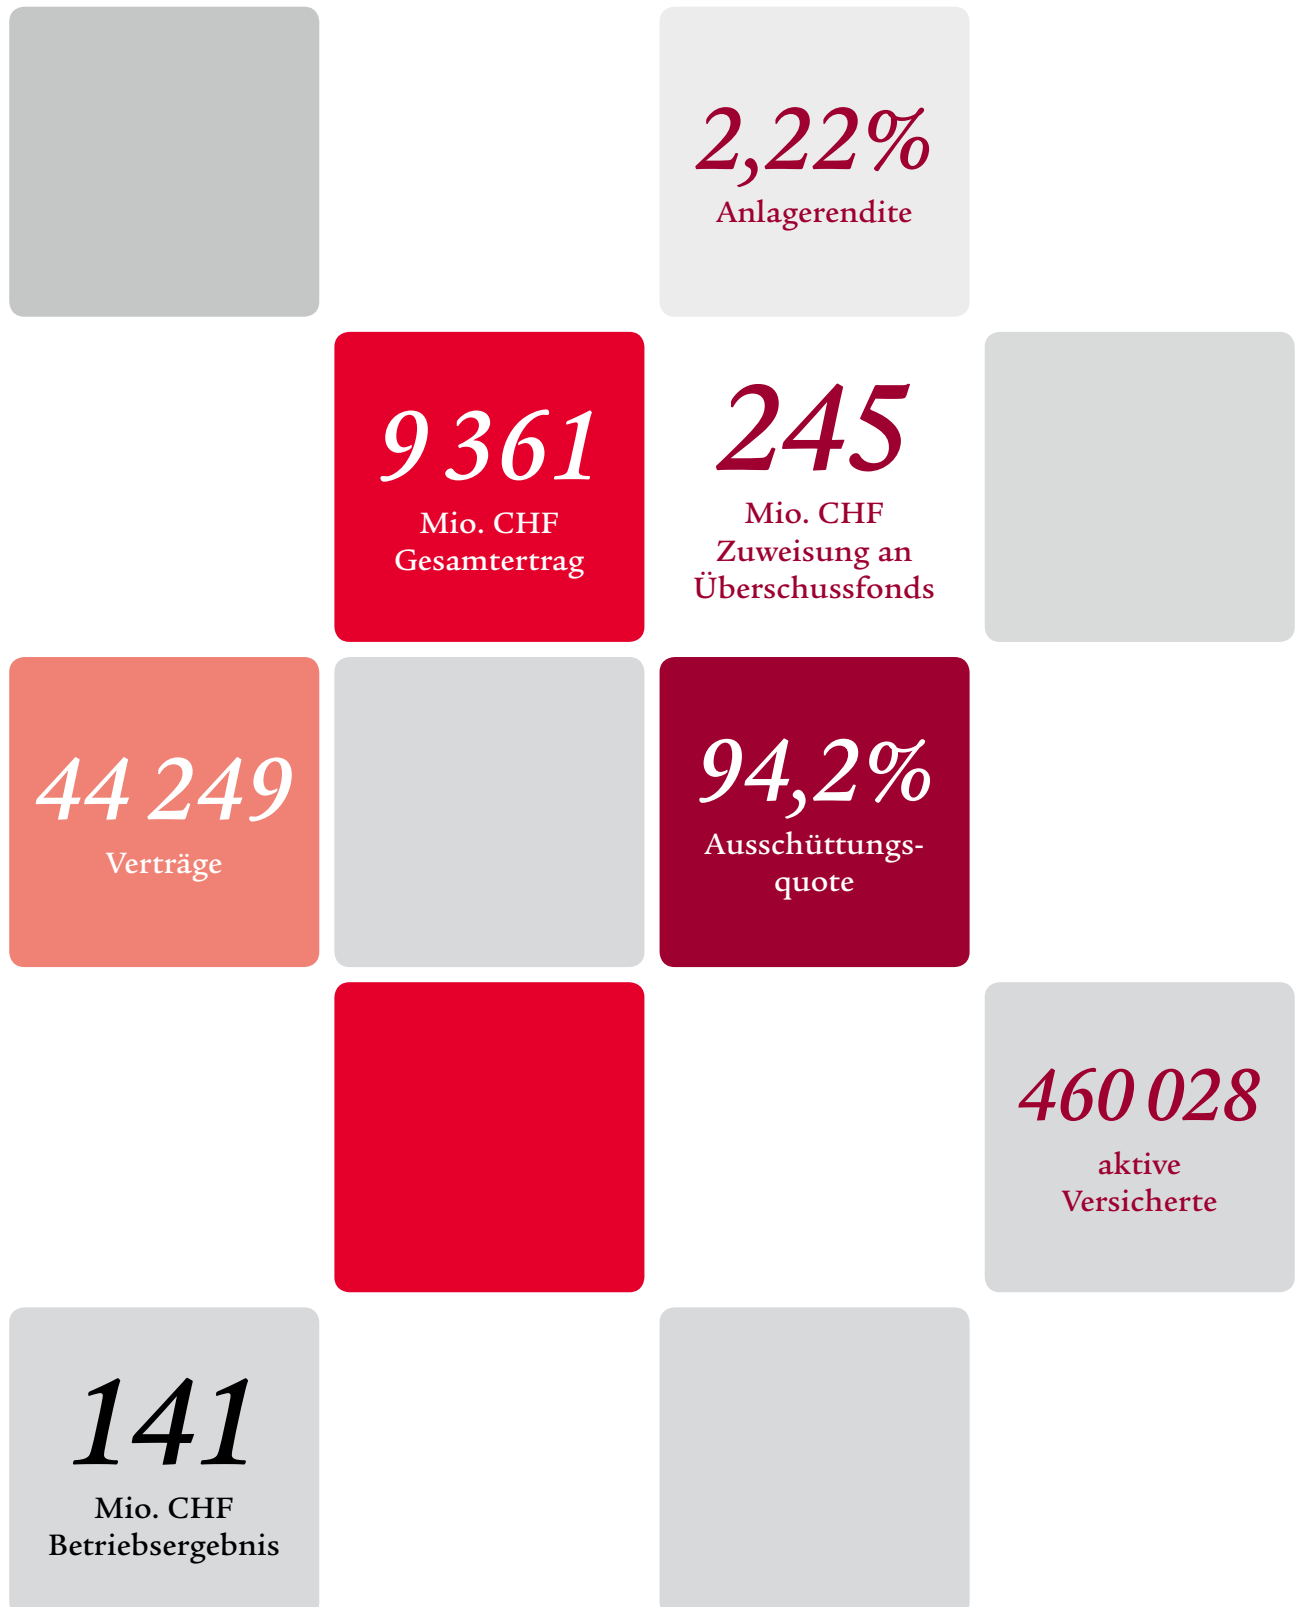 2,22%
Anlagerendite
9 361
Mio. CHF
Gesamtertrag
245
Mio. CHF
Zuweisung an
Überschussfonds
44 249
Verträge
94,2%
Ausschüttungs-
quote
460 028
aktive
Versicherte
141
Mio. CHF
Betriebsergebnis